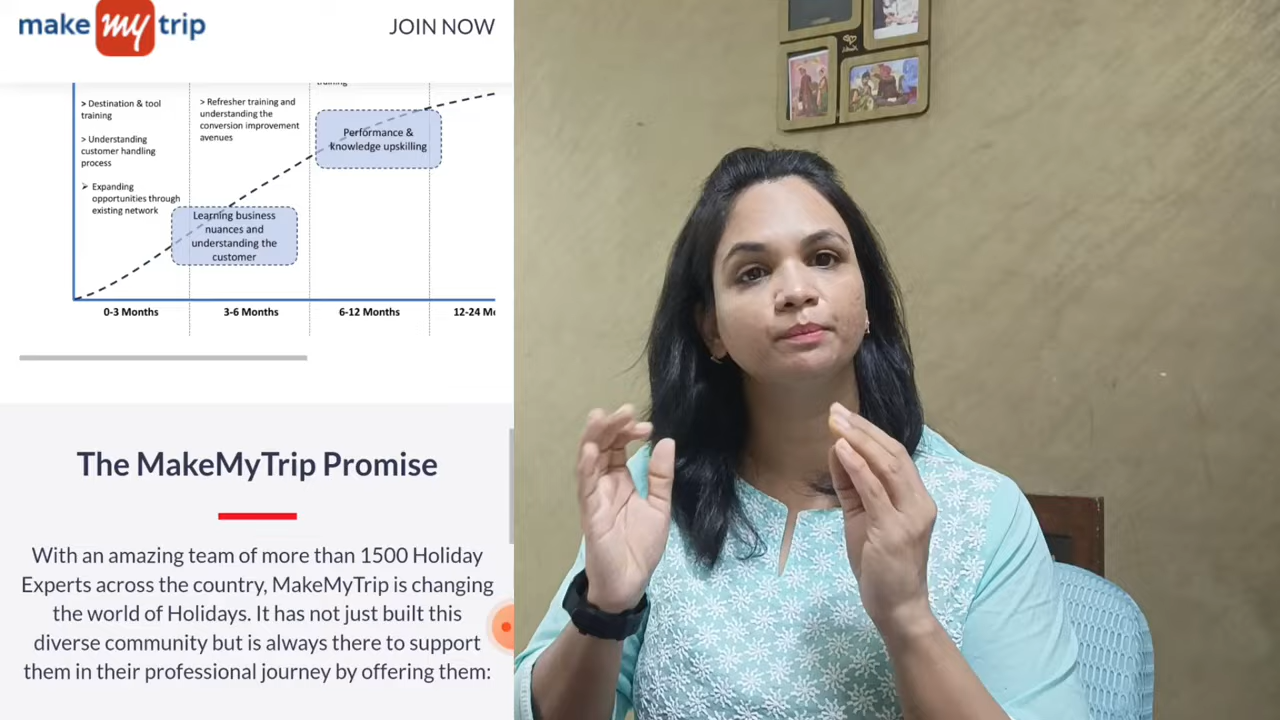 make my trip
JOIN NOW
> Destination & tool
training
> Understanding
customer handling
process
➢ Expanding
opportunities through
existing network
> Refresher training and
understanding the
conversion improvement
avenues
training
Performance &
knowledge upskilling
Learning business
nuances and
understanding the
customer
0-3 Months
3-6 Months
6-12 Months
12-24 Mo
The MakeMyTrip Promise
With an amazing team of more than 1500 Holiday
Experts across the country, MakeMyTrip is changing
the world of Holidays. It has not just built this
diverse community but is always there to support
them in their professional journey by offering them: